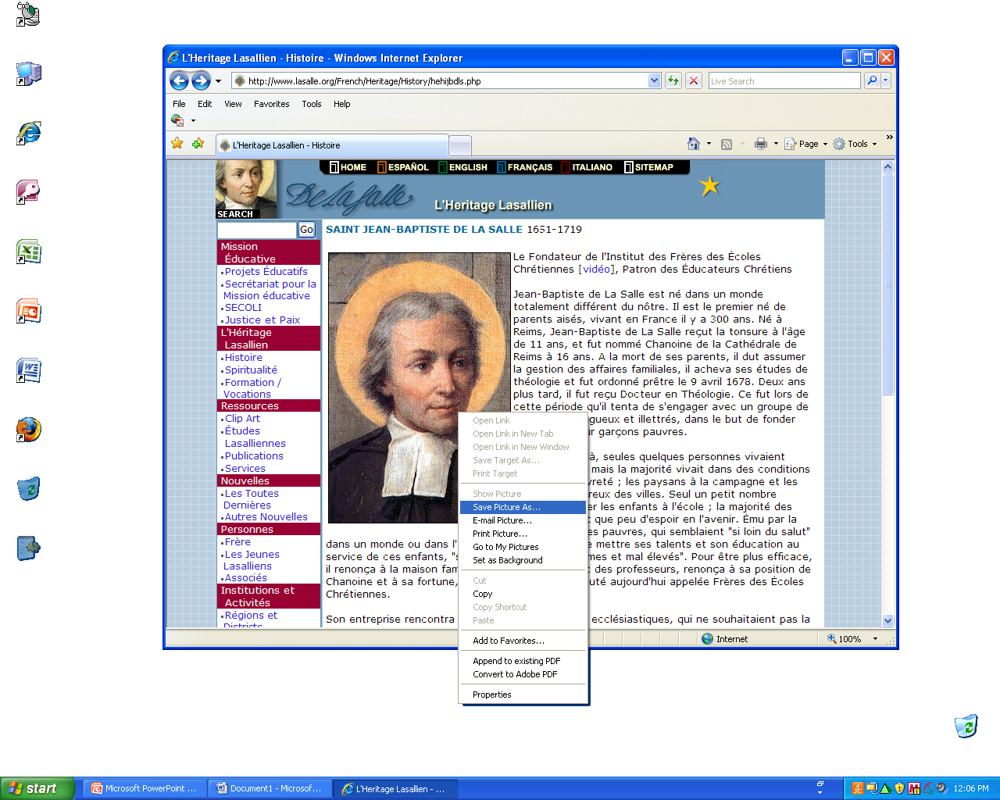 L'Heritage Lasallien - Histoire - Windows Internet Explorer
http://www.lasalle.org/French/Heritage/History/hehijbdls.php
Live Search
File Edit View Favorites Tools Help
L'Heritage Lasallien - Histoire
Page Tools »
HOME ESPAÑOL ENGLISH FRANÇAIS ITALIANO SITEMAP
De La Salle
L'Heritage Lasallien
SEARCH
Go
Mission
Éducative
Projets Éducatifs
Secrétariat pour la
Mission éducative
SECOLI
Justice et Paix
L'Héritage
Lasallien
Histoire
Spiritualité
Formation /
Vocations
Ressources
Clip Art
Études
Lasalliennes
Publications
Services
Nouvelles
Les Toutes
Dernières
Autres Nouvelles
Personnes
Frère
Les Jeunes
Lasalliens
Associés
Institutions et
Activités
Régions et
Districts
SAINT JEAN-BAPTISTE DE LA SALLE 1651-1719
Le Fondateur de l'Institut des Frères des Écoles
Chrétiennes [vidéo], Patron des Éducateurs Chrétiens
Jean-Baptiste de La Salle est né dans un monde
totalement différent du nôtre. Il est le premier né de
parents aisés, vivant en France il y a 300 ans. Né à
Reims, Jean-Baptiste de La Salle reçut la tonsure à l'âge
de 11 ans, et fut nommé Chanoine de la Cathédrale de
Reims à 16 ans. À la mort de ses parents, il dut assumer
la gestion des affaires familiales, il acheva ses études de
théologie et fut ordonné prêtre le 9 avril 1678. Deux ans
plus tard, il fut reçu Docteur en Théologie. Ce fut lors de
cette période qu'il tenta de s'engager avec un groupe de
gueux et illettrés, dans le but de fonder
ur garçons pauvres.
à, seules quelques personnes vivaient
mais la majorité vivait dans des conditions
vreté ; les paysans à la campagne et les
reux des villes. Seul un petit nombre
er les enfants à l'école ; la majorité des
t que peu d'espoir en l'avenir. Ému par la
es pauvres, qui semblaient "si loin du salut"
dans un monde ou dans l' e mettre ses talents et son éducation au
service de ces enfants, "s mes et mal élevés". Pour être plus efficace,
il renonça à la maison fam c des professeurs, renonça à sa position de
Chanoine et à sa fortune, uté aujourd'hui appelée Frères des Écoles
Chrétiennes.
Son entreprise rencontra ecclésiastiques, qui ne souhaitaient pas la
Open Link
Open Link in New Tab
Open Link in New Window
Save Target As...
Print Target
Show Picture
Save Picture As...
E-mail Picture...
Print Picture...
Go to My Pictures
Set as Background
Cut
Copy
Copy Shortcut
Paste
Add to Favorites...
Append to existing PDF
Convert to Adobe PDF
Properties
Internet 100%
start Microsoft PowerPoint ... Document1 - Microsof... L'Heritage Lasallien - ... 12:06 PM